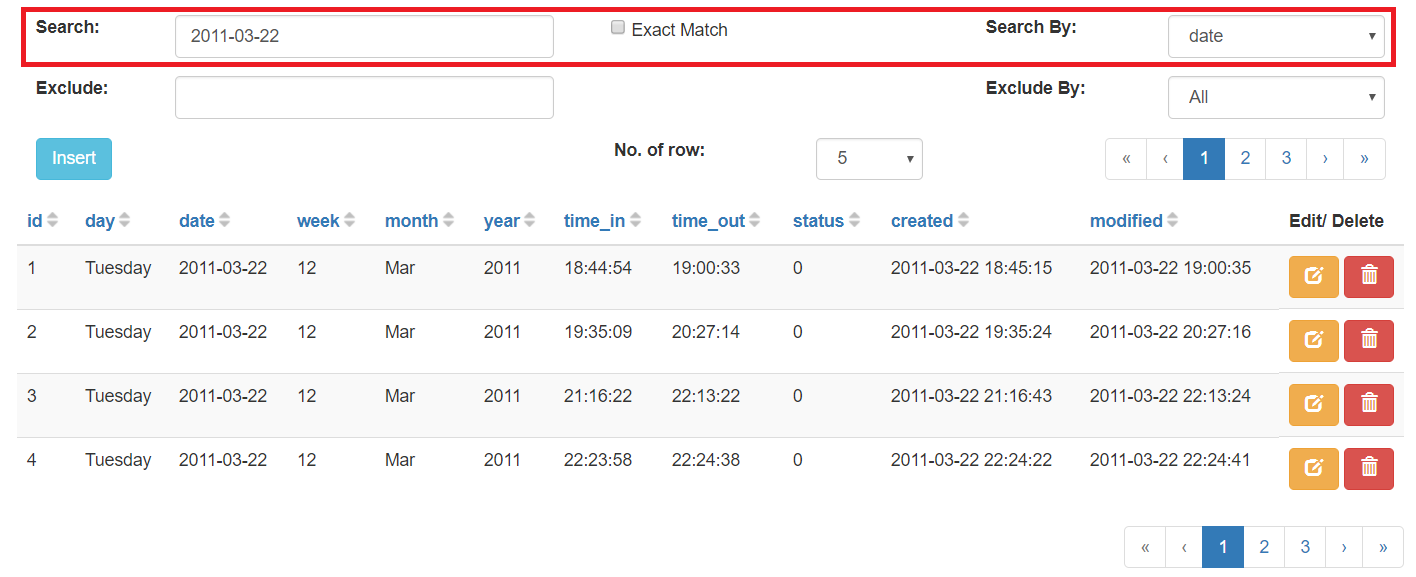 Search: 2011-03-22 Exact Match Search By: date
Exclude: Exclude By: All
Insert No. of row: 5 « ‹ 1 2 3 › »
id day date week month year time_in time_out status created modified Edit/ Delete
1 Tuesday 2011-03-22 12 Mar 2011 18:44:54 19:00:33 0 2011-03-22 18:45:15 2011-03-22 19:00:35
2 Tuesday 2011-03-22 12 Mar 2011 19:35:09 20:27:14 0 2011-03-22 19:35:24 2011-03-22 20:27:16
3 Tuesday 2011-03-22 12 Mar 2011 21:16:22 22:13:22 0 2011-03-22 21:16:43 2011-03-22 22:13:24
4 Tuesday 2011-03-22 12 Mar 2011 22:23:58 22:24:38 0 2011-03-22 22:24:22 2011-03-22 22:24:41
« ‹ 1 2 3 › »